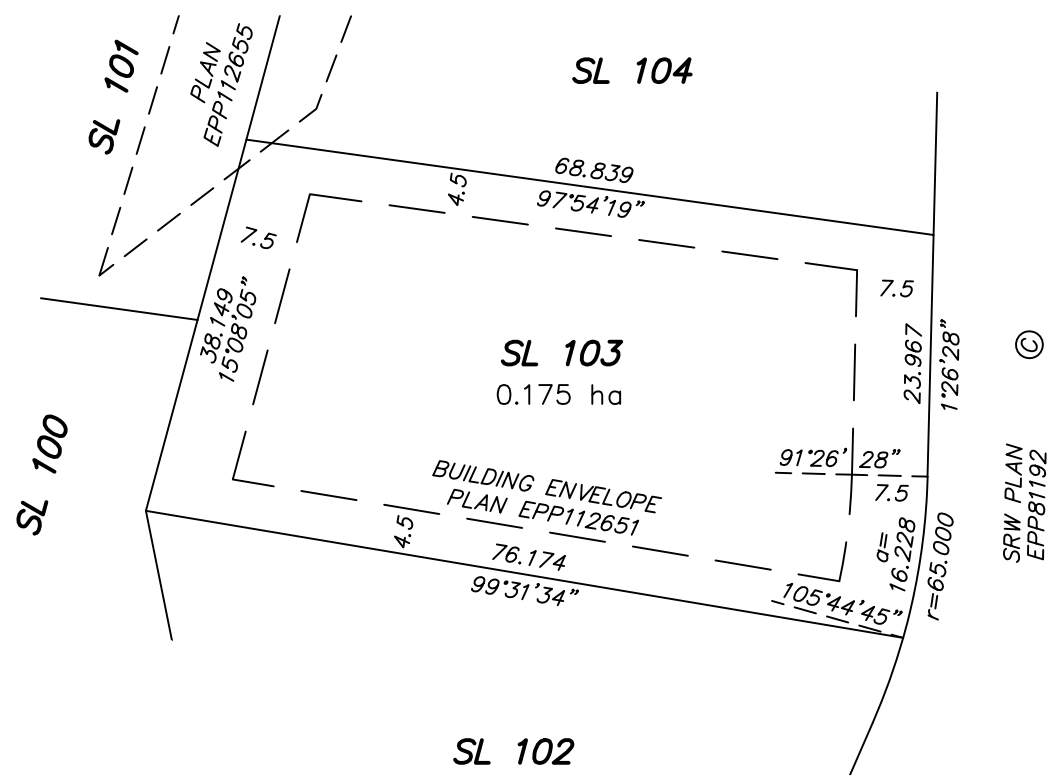 SL 101
PLAN
EPP112655
SL 104
68.839
97°54'19"
4.5
7.5
38.149
15°08'05"
7.5
23.967
1°26'28"
©
SL 103
0.175 ha
SL 100
BUILDING ENVELOPE
PLAN EPP112651
91°26'28"
7.5
SRW PLAN
EPP81192
4.5
76.174
99°31'34"
a=
16.228
r=65.000
105°44'45"
SL 102